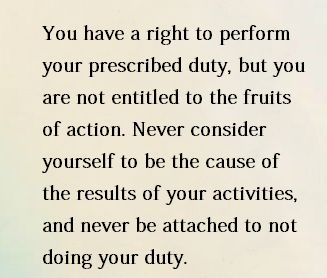 You have a right to perform
your prescribed duty, but you
are not entitled to the fruits
of action. Never consider
yourself to be the cause of
the results of your activities,
and never be attached to not
doing your duty.